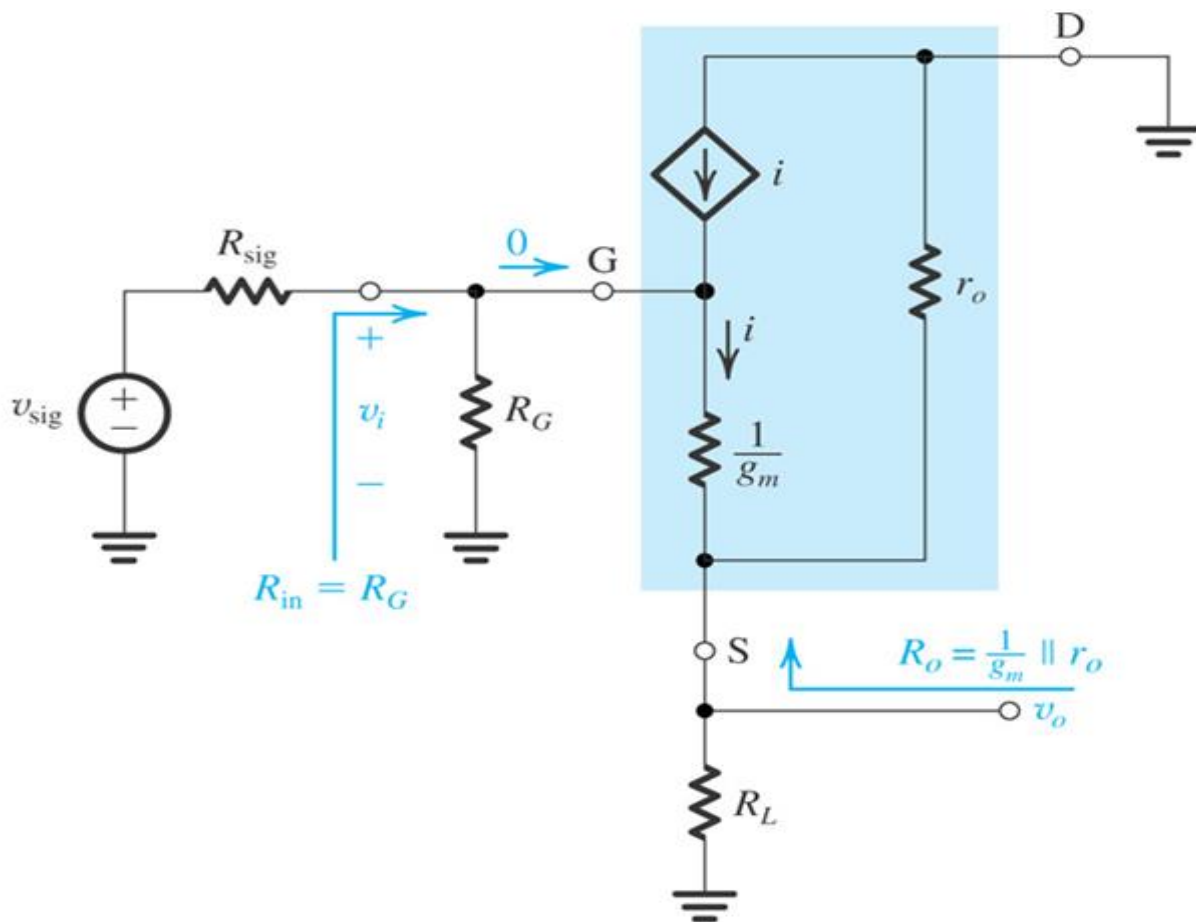 D
i
R_sig
0
G
r_o
i
+
v_sig
+
−
v_i
R_G
1/g_m
−
R_in = R_G
S
R_o = 1/g_m || r_o
v_o
R_L